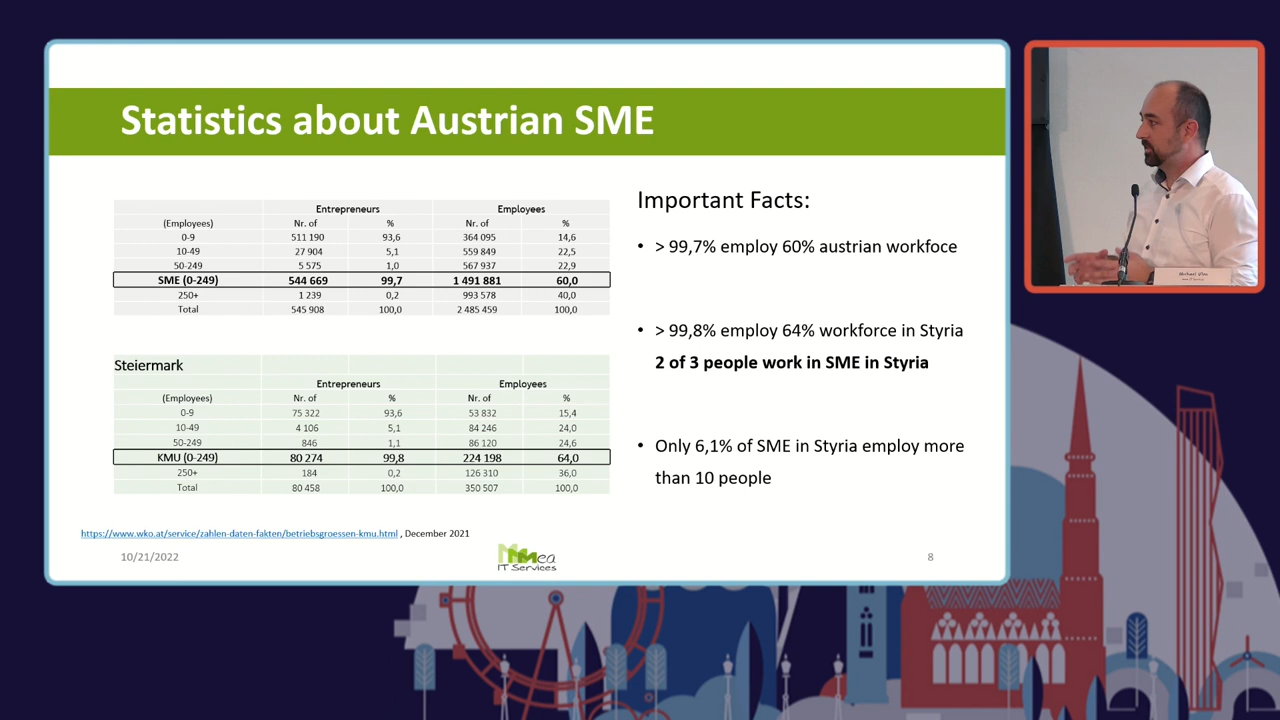 Statistics about Austrian SME
Entrepreneurs Employees
(Employees) Nr. of % Nr. of %
0-9 511 190 93,6 364 095 14,6
10-49 27 904 5,1 559 849 22,5
50-249 5 575 1,0 567 937 22,9
SME (0-249) 544 669 99,7 1 491 881 60,0
250+ 1 239 0,2 993 578 40,0
Total 545 908 100,0 2 485 459 100,0
Steiermark
Entrepreneurs Employees
(Employees) Nr. of % Nr. of %
0-9 75 322 93,6 53 832 15,4
10-49 4 106 5,1 84 246 24,0
50-249 846 1,1 86 120 24,6
KMU (0-249) 80 274 99,8 224 198 64,0
250+ 184 0,2 126 310 36,0
Total 80 458 100,0 350 507 100,0
https://www.wko.at/service/zahlen-daten-fakten/betriebsgroessen-kmu.html , December 2021
Important Facts:
• > 99,7% employ 60% austrian workfoce
• > 99,8% employ 64% workforce in Styria
2 of 3 people work in SME in Styria
• Only 6,1% of SME in Styria employ more
than 10 people
10/21/2022
IT Services
8
Michael